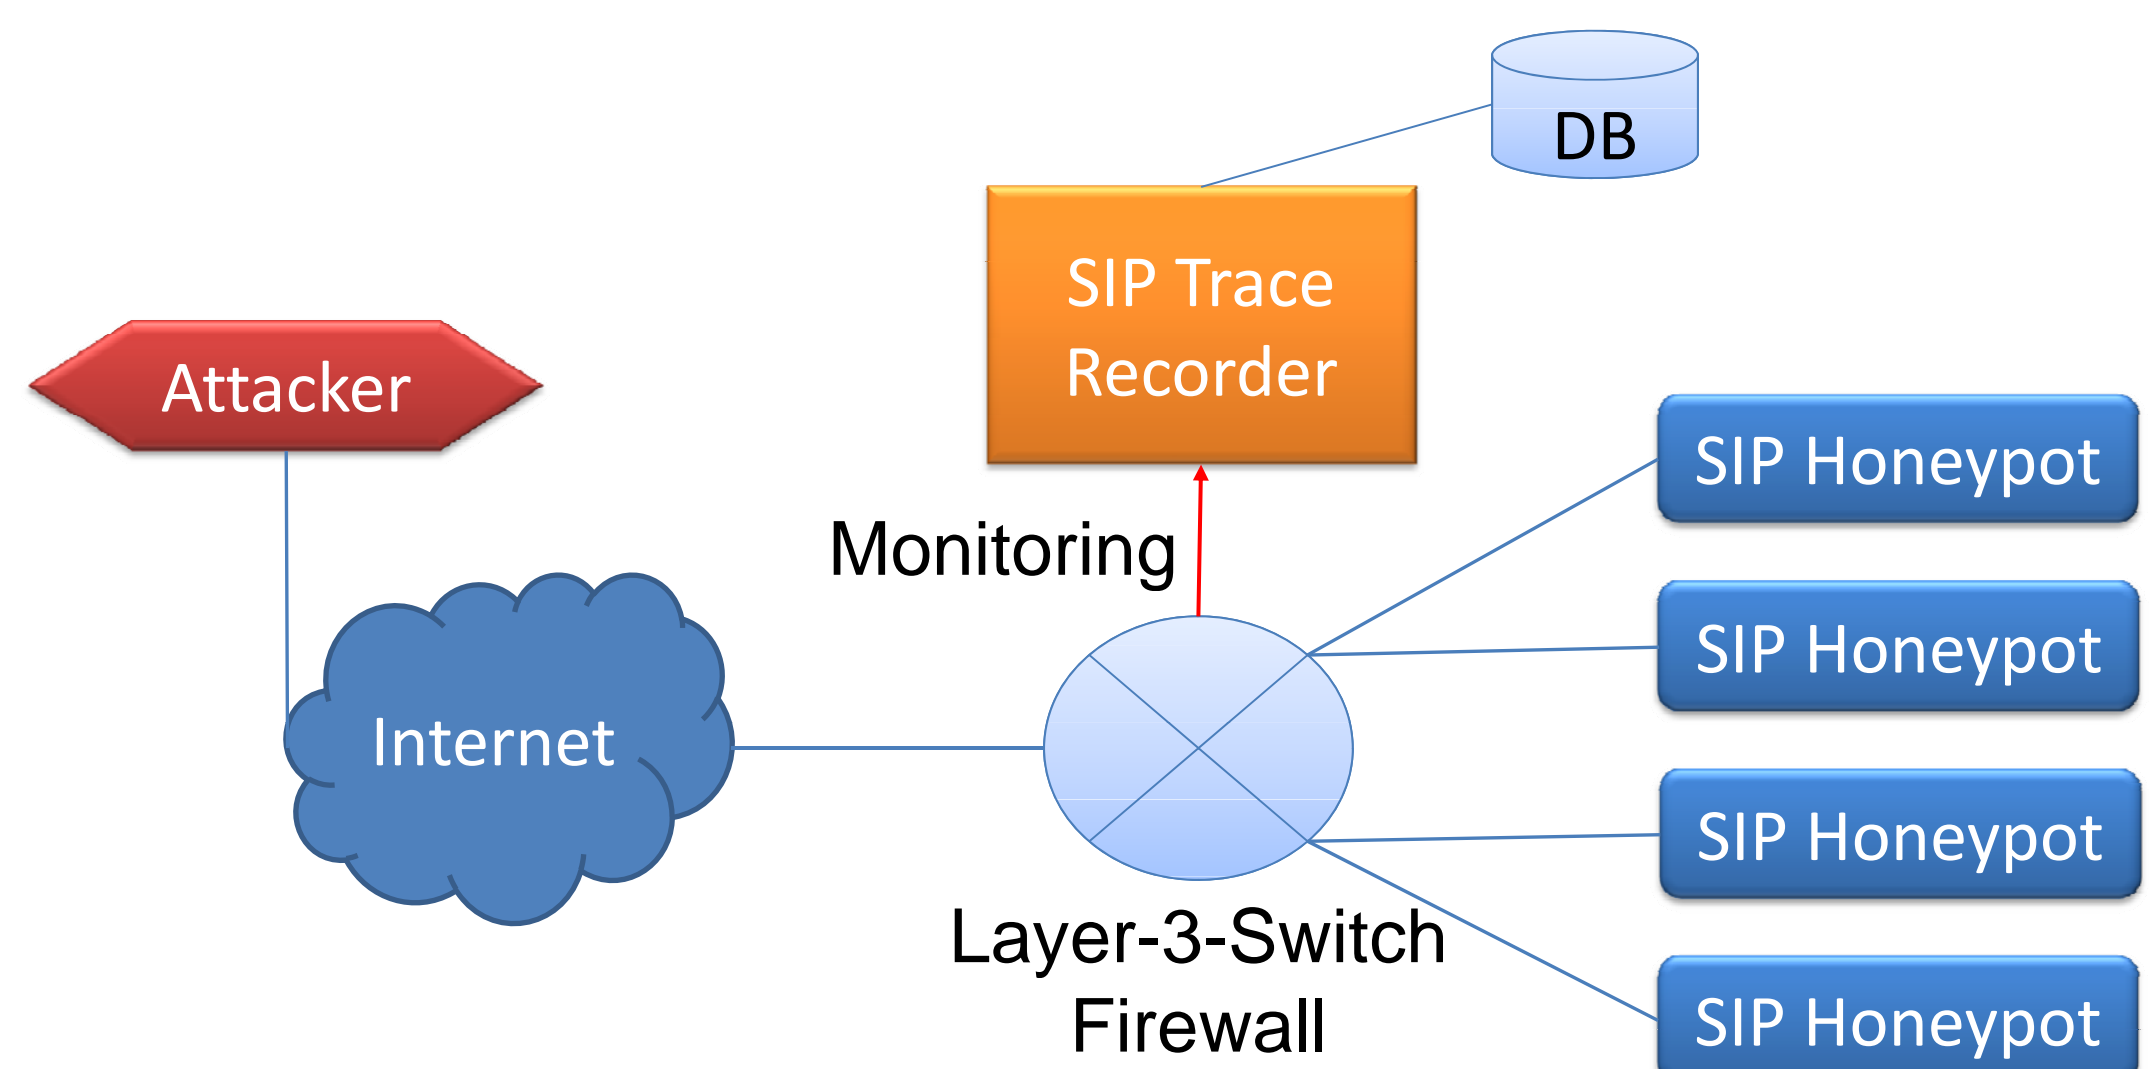 DB
SIP Trace
Recorder
Attacker
Monitoring
SIP Honeypot
SIP Honeypot
Internet
SIP Honeypot
Layer-3-Switch
Firewall
SIP Honeypot